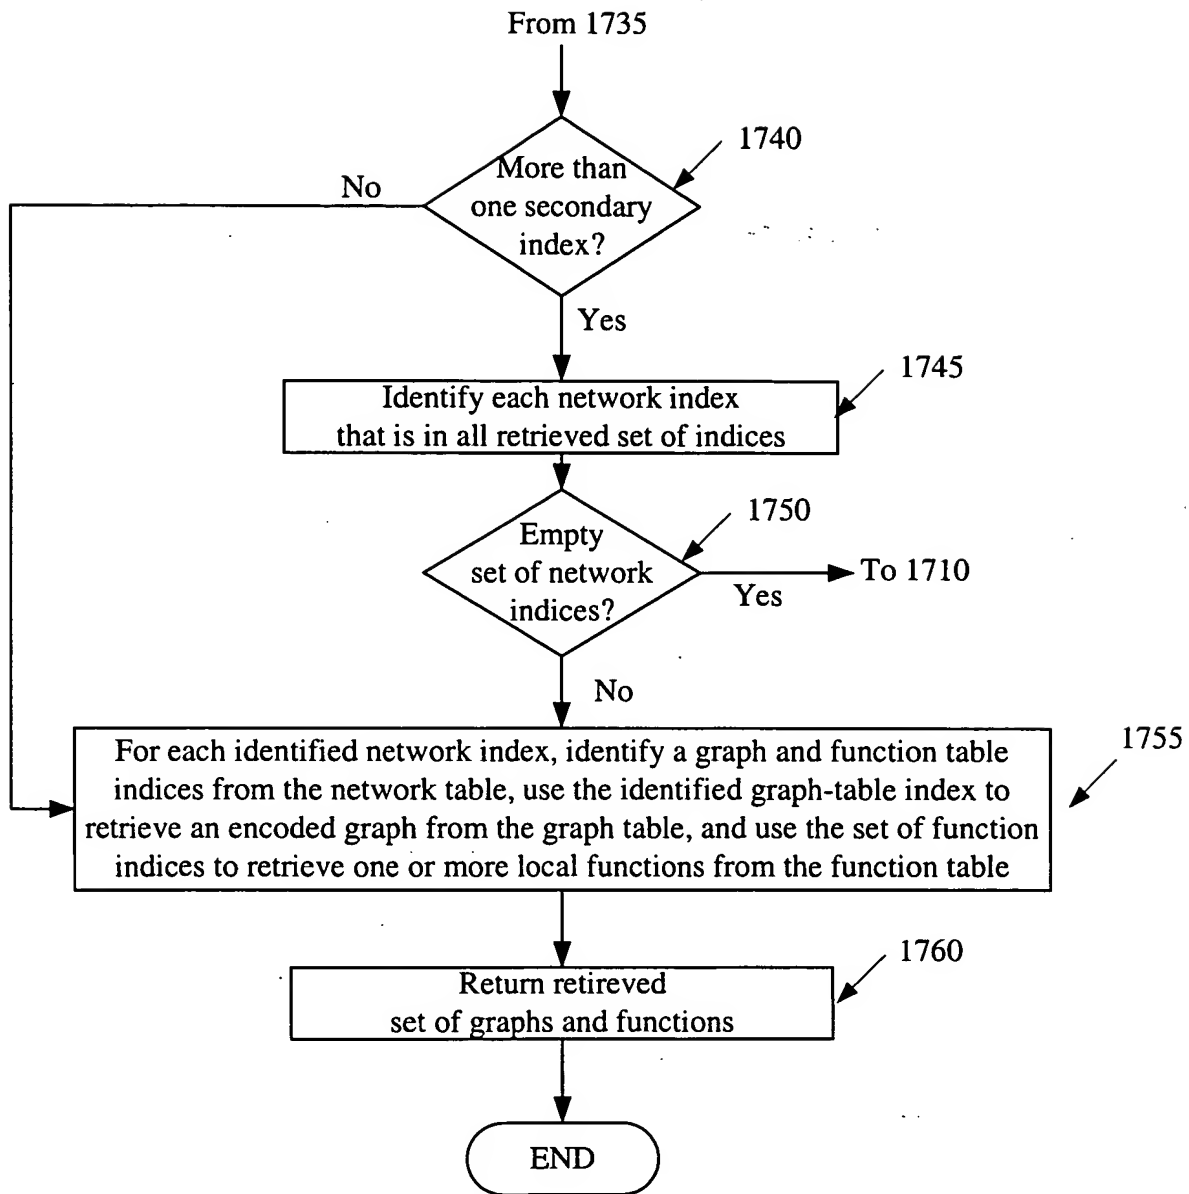 From 1735
1740
More than
one secondary
index?
No
Yes
1745
Identify each network index
that is in all retrieved set of indices
1750
Empty
set of network
indices?
To 1710
Yes
No
1755
For each identified network index, identify a graph and function table
indices from the network table, use the identified graph-table index to
retrieve an encoded graph from the graph table, and use the set of function
indices to retrieve one or more local functions from the function table
1760
Return retireved
set of graphs and functions
END